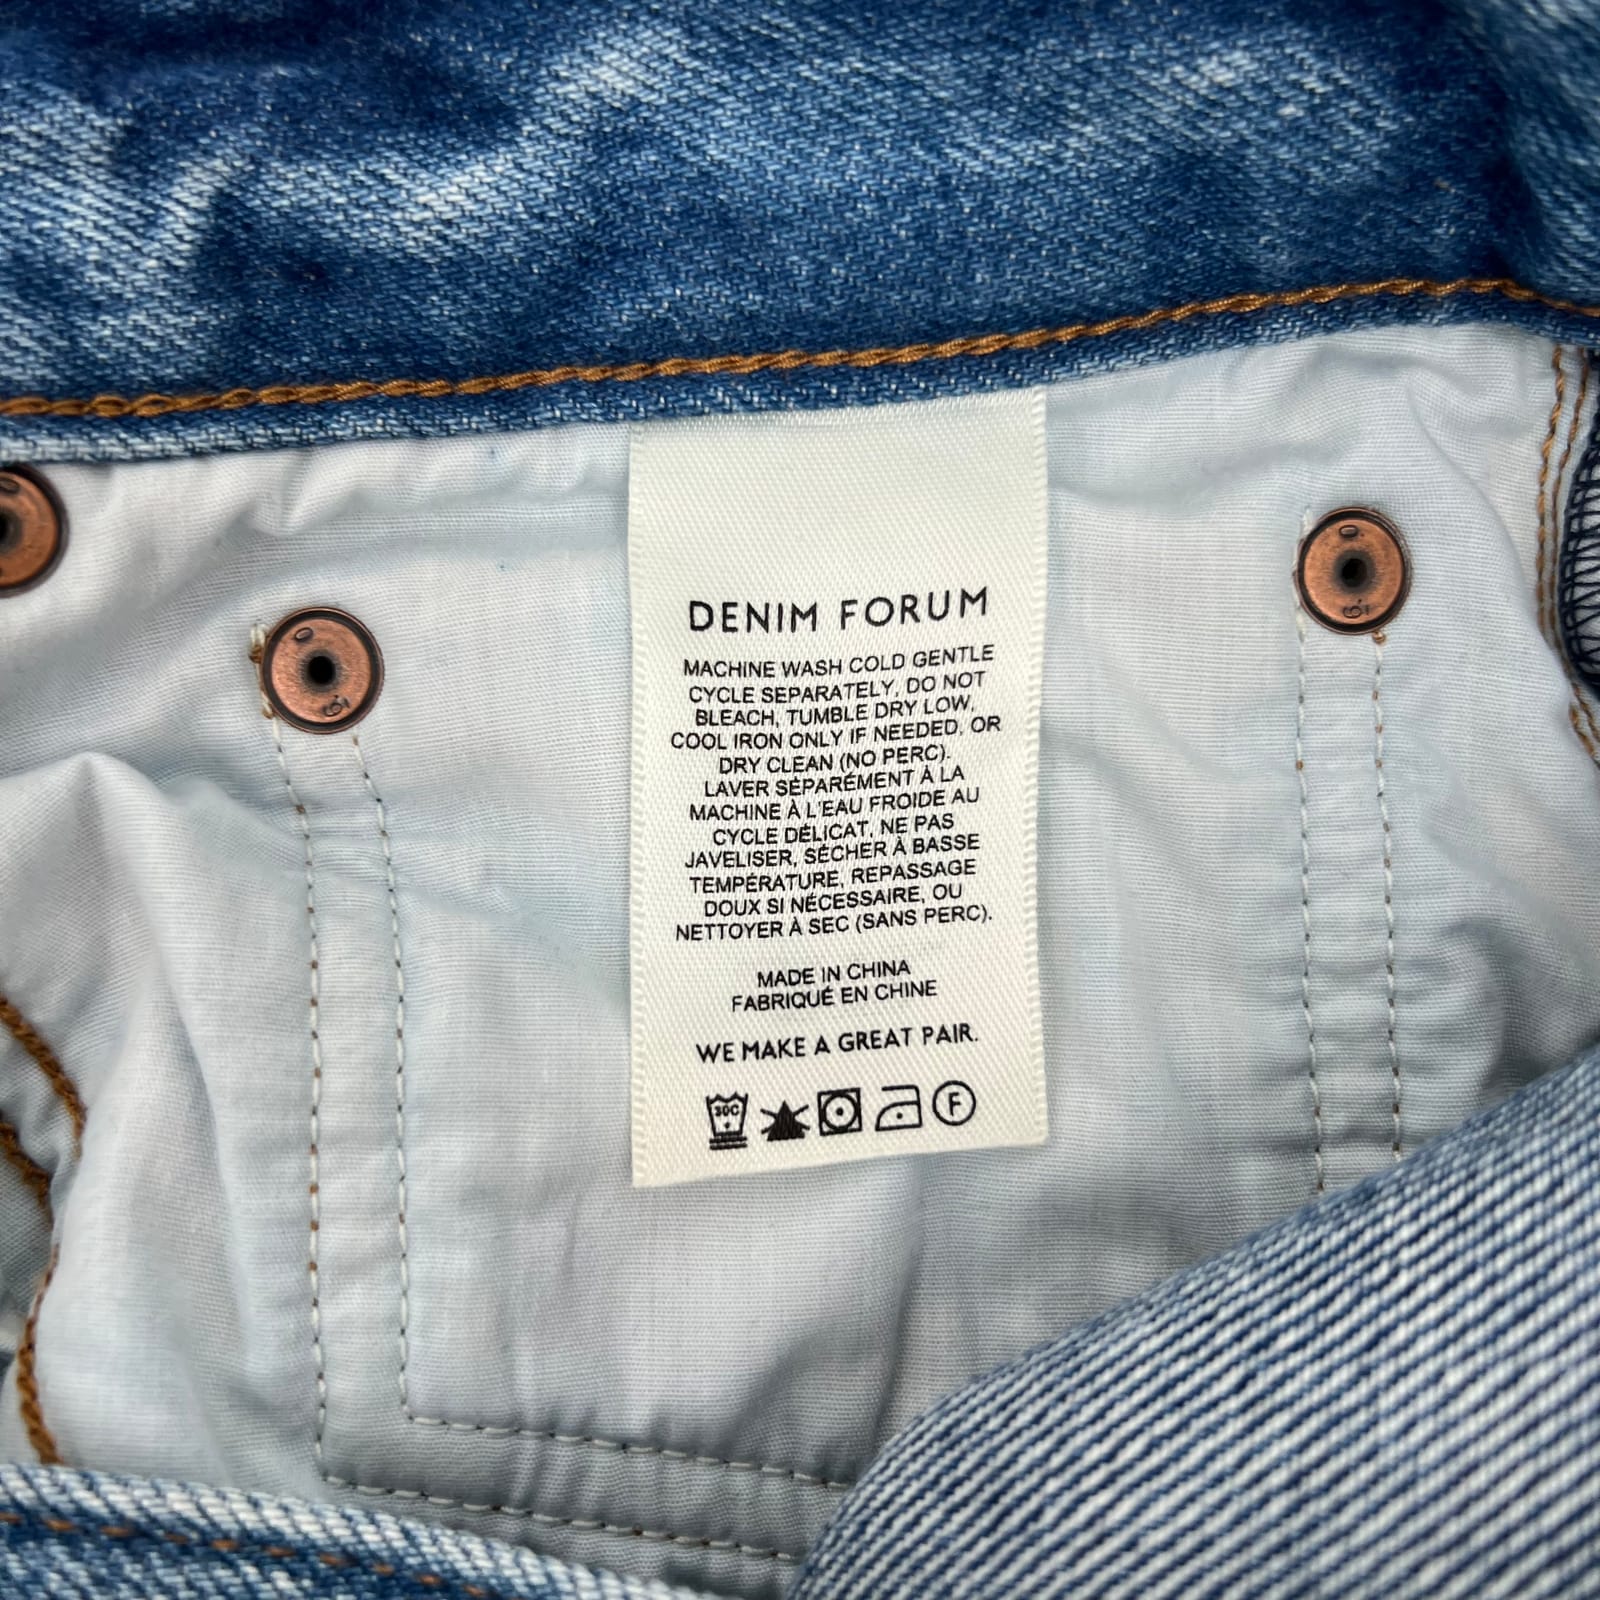 DENIM FORUM
MACHINE WASH COLD GENTLE
CYCLE SEPARATELY, DO NOT
BLEACH, TUMBLE DRY LOW,
COOL IRON ONLY IF NEEDED, OR
DRY CLEAN (NO PERC).
LAVER SÉPARÉMENT À LA
MACHINE À L'EAU FROIDE AU
CYCLE DÉLICAT, NE PAS
JAVELISER, SÉCHER À BASSE
TEMPÉRATURE, REPASSAGE
DOUX SI NÉCESSAIRE, OU
NETTOYER À SEC (SANS PERC).
MADE IN CHINA
FABRIQUÉ EN CHINE
WE MAKE A GREAT PAIR.
30C F